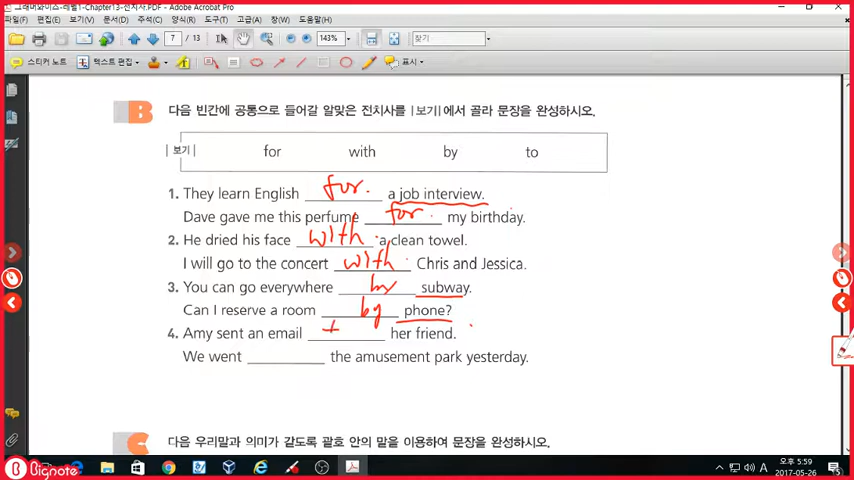 그래머와이즈-레벨1-Chapter13-전치사.PDF - Adobe Acrobat Pro
파일(F) 편집(E) 보기(V) 문서(D) 주석(C) 양식(R) 도구(T) 고급(A) 창(W) 도움말(H)
7 / 13 143% 찾기
스티커 노트 텍스트 편집 표시
B 다음 빈칸에 공통으로 들어갈 알맞은 전치사를 |보기|에서 골라 문장을 완성하시오.
|보기| for with by to
1. They learn English for. a job interview.
Dave gave me this perfume for. my birthday.
2. He dried his face with a clean towel.
I will go to the concert with Chris and Jessica.
3. You can go everywhere by subway.
Can I reserve a room by phone?
4. Amy sent an email t her friend.
We went ________ the amusement park yesterday.
C 다음 우리말과 의미가 같도록 괄호 안의 말을 이용하여 문장을 완성하시오.
Bignote
A 오후 5:59
2017-05-26